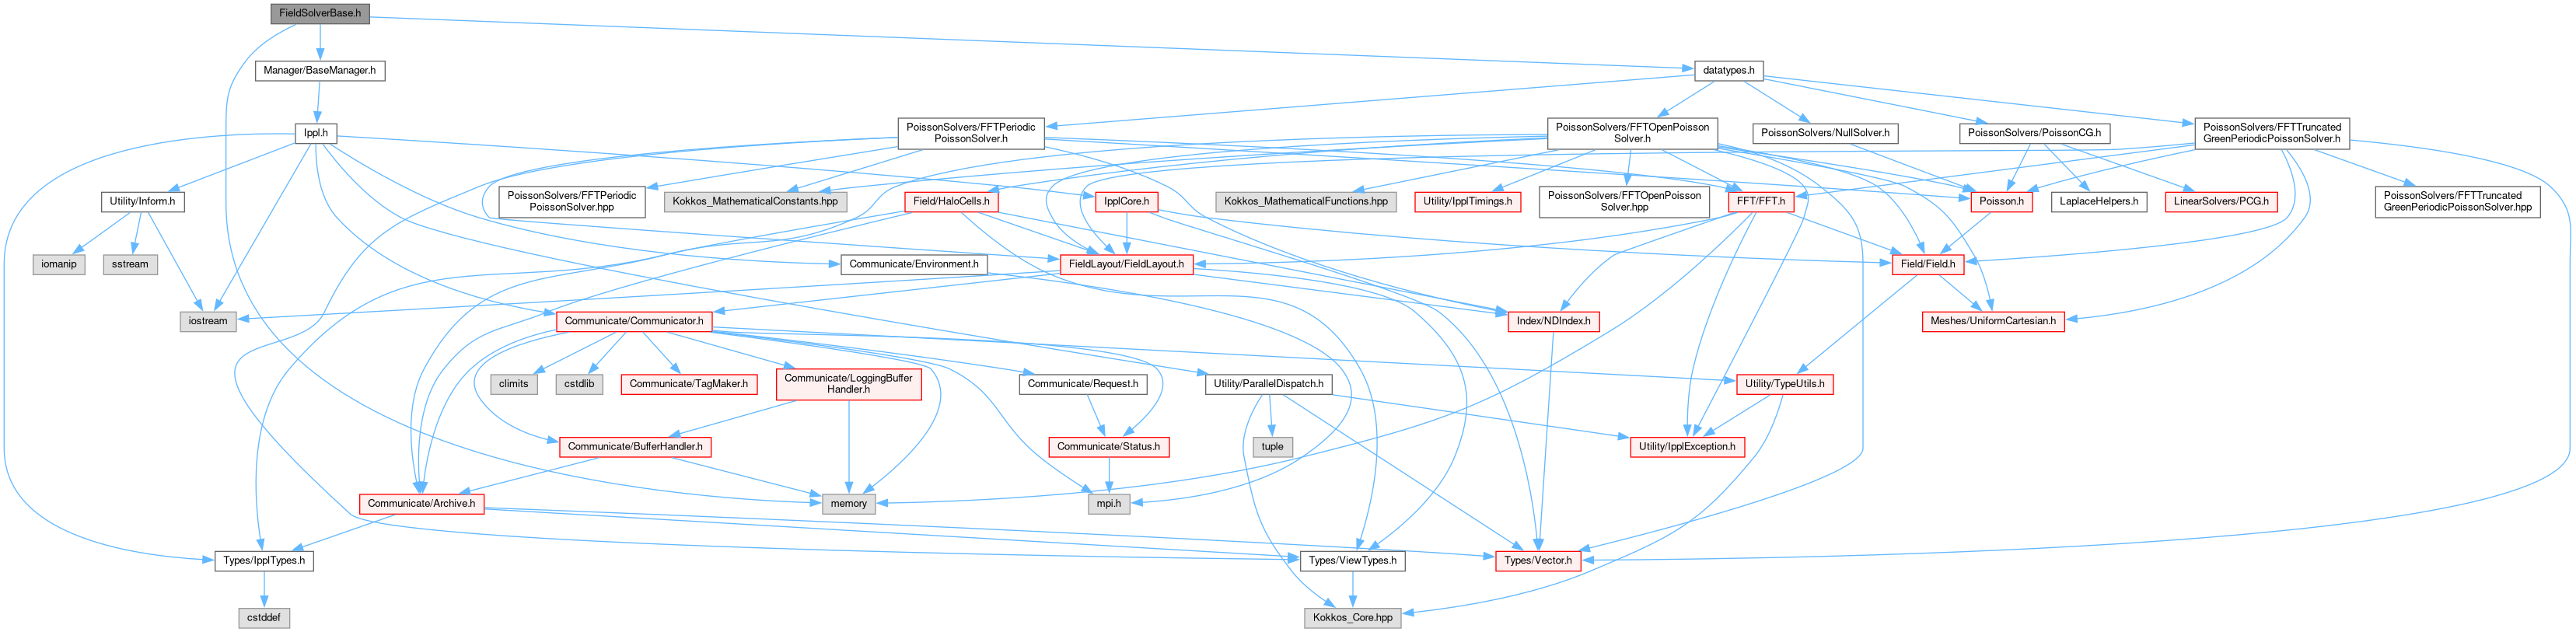 FieldSolverBase.h
Manager/BaseManager.h
datatypes.h
Ippl.h
PoissonSolvers/FFTPeriodic
PoissonSolver.h
PoissonSolvers/FFTOpenPoisson
Solver.h
PoissonSolvers/NullSolver.h
PoissonSolvers/PoissonCG.h
PoissonSolvers/FFTTruncated
GreenPeriodicPoissonSolver.h
Utility/Inform.h
PoissonSolvers/FFTPeriodic
PoissonSolver.hpp
Kokkos_MathematicalConstants.hpp
Field/HaloCells.h
IpplCore.h
Kokkos_MathematicalFunctions.hpp
Utility/IpplTimings.h
PoissonSolvers/FFTOpenPoisson
Solver.hpp
FFT/FFT.h
Poisson.h
LaplaceHelpers.h
LinearSolvers/PCG.h
PoissonSolvers/FFTTruncated
GreenPeriodicPoissonSolver.hpp
iomanip
sstream
Communicate/Environment.h
FieldLayout/FieldLayout.h
Field/Field.h
iostream
Communicate/Communicator.h
Index/NDIndex.h
Meshes/UniformCartesian.h
climits
cstdlib
Communicate/TagMaker.h
Communicate/LoggingBuffer
Handler.h
Communicate/Request.h
Utility/ParallelDispatch.h
Utility/TypeUtils.h
Communicate/BufferHandler.h
Communicate/Status.h
tuple
Utility/IpplException.h
Communicate/Archive.h
memory
mpi.h
Types/IpplTypes.h
Types/ViewTypes.h
Types/Vector.h
cstddef
Kokkos_Core.hpp